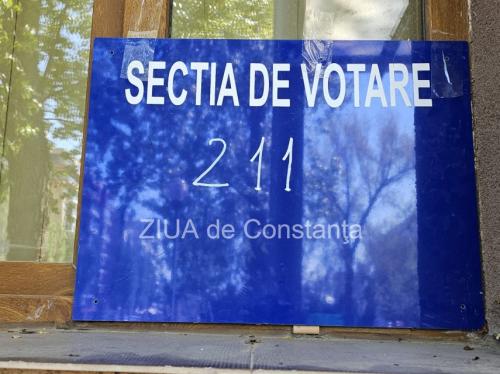 SECTIA DE VOTARE
211
ZIUA de Constanța